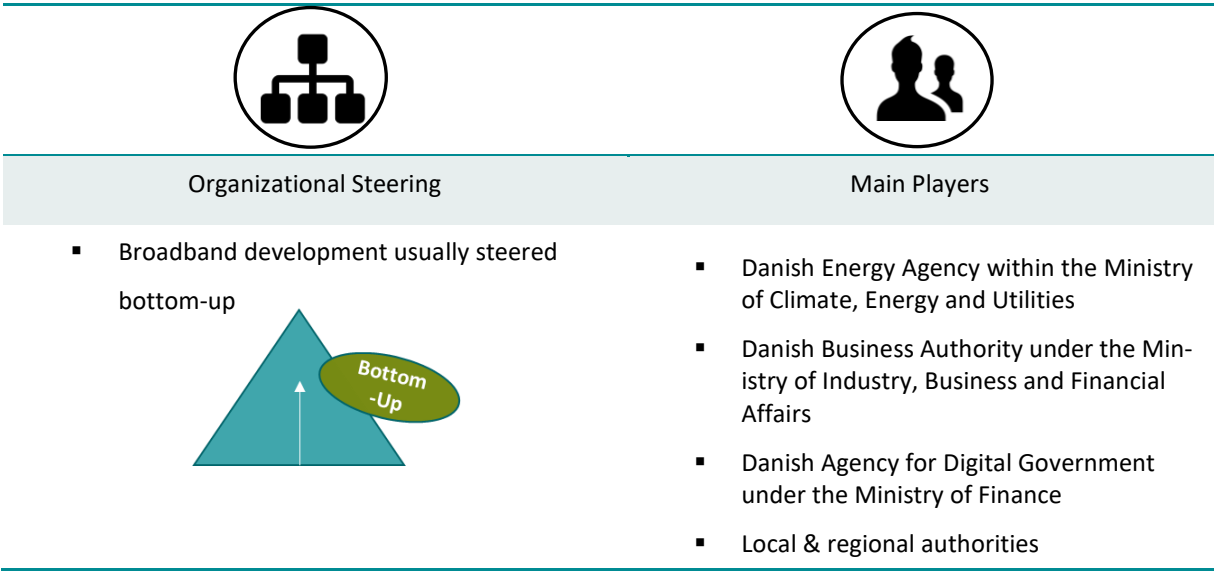 Organizational Steering
Main Players
▪ Broadband development usually steered
bottom-up
Bottom
-Up
▪ Danish Energy Agency within the Ministry
of Climate, Energy and Utilities
▪ Danish Business Authority under the Min-
istry of Industry, Business and Financial
Affairs
▪ Danish Agency for Digital Government
under the Ministry of Finance
▪ Local & regional authorities